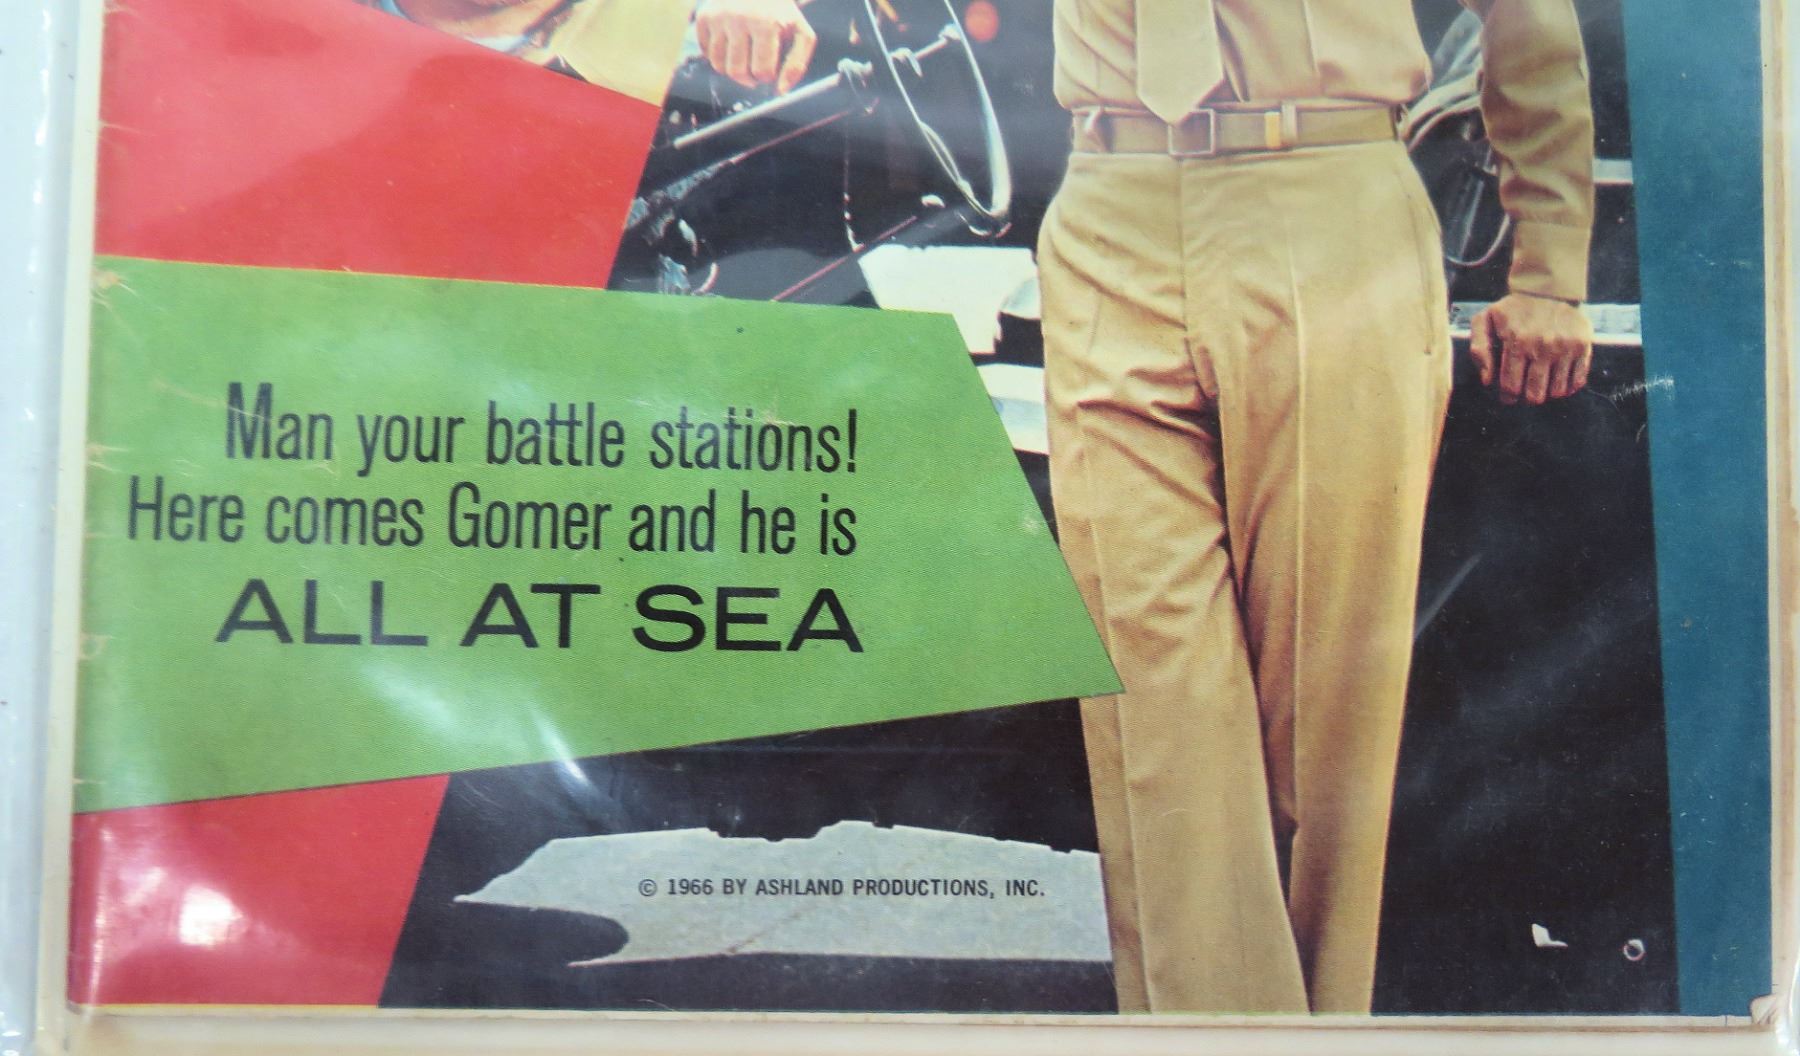 Man your battle stations!
Here comes Gomer and he is
ALL AT SEA
© 1966 BY ASHLAND PRODUCTIONS, INC.